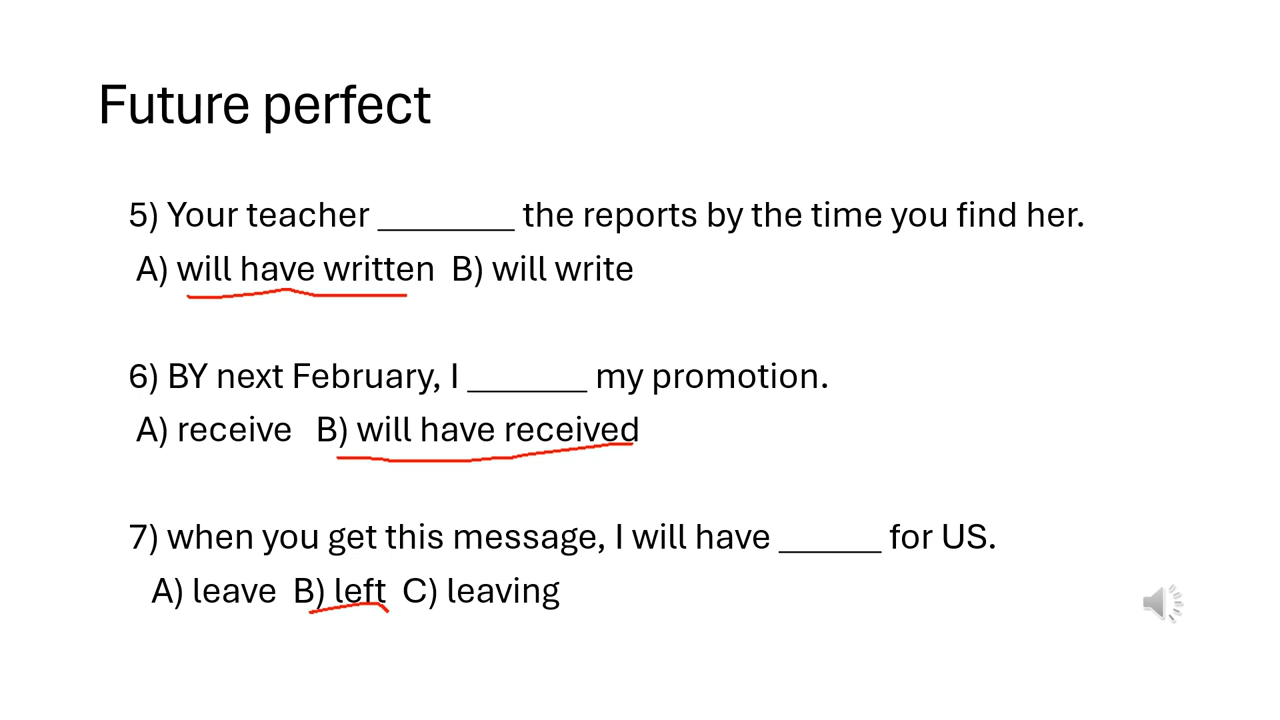 Future perfect
5) Your teacher ________ the reports by the time you find her.
A) will have written B) will write
6) BY next February, I _______ my promotion.
A) receive B) will have received
7) when you get this message, I will have ______ for US.
A) leave B) left C) leaving